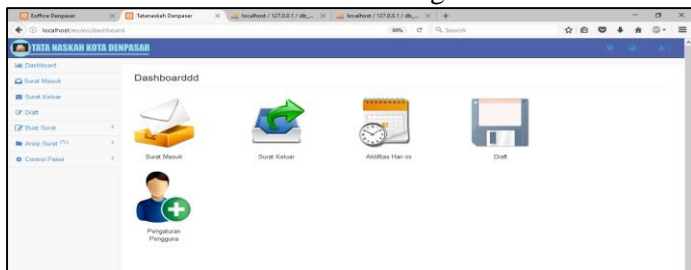 Eoffice Denpasar
Tatanaskah Denpasar
localhost / 127.0.0.1 / db_...
localhost / 127.0.0.1 / db_...
localhost/eo/eo/dashboard
90%
Search
TATA NASKAH KOTA DENPASAR
Dashboard
Surat Masuk
Surat Keluar
Draft
Buat Surat
Arsip Surat
Control Panel
Dashboarddd
Surat Masuk
Surat Keluar
Aktifitas Hari ini
Draft
Pengaturan
Pengguna